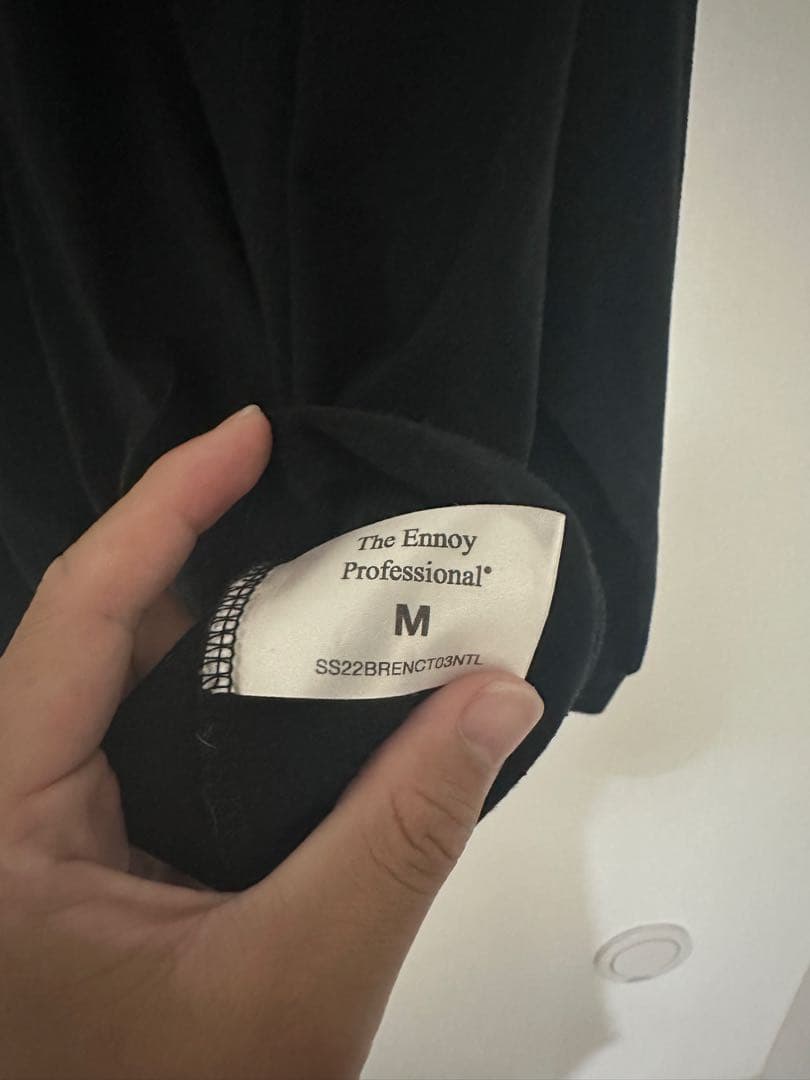 The Ennoy
Professional®
M
SS22BRENCT03NTL